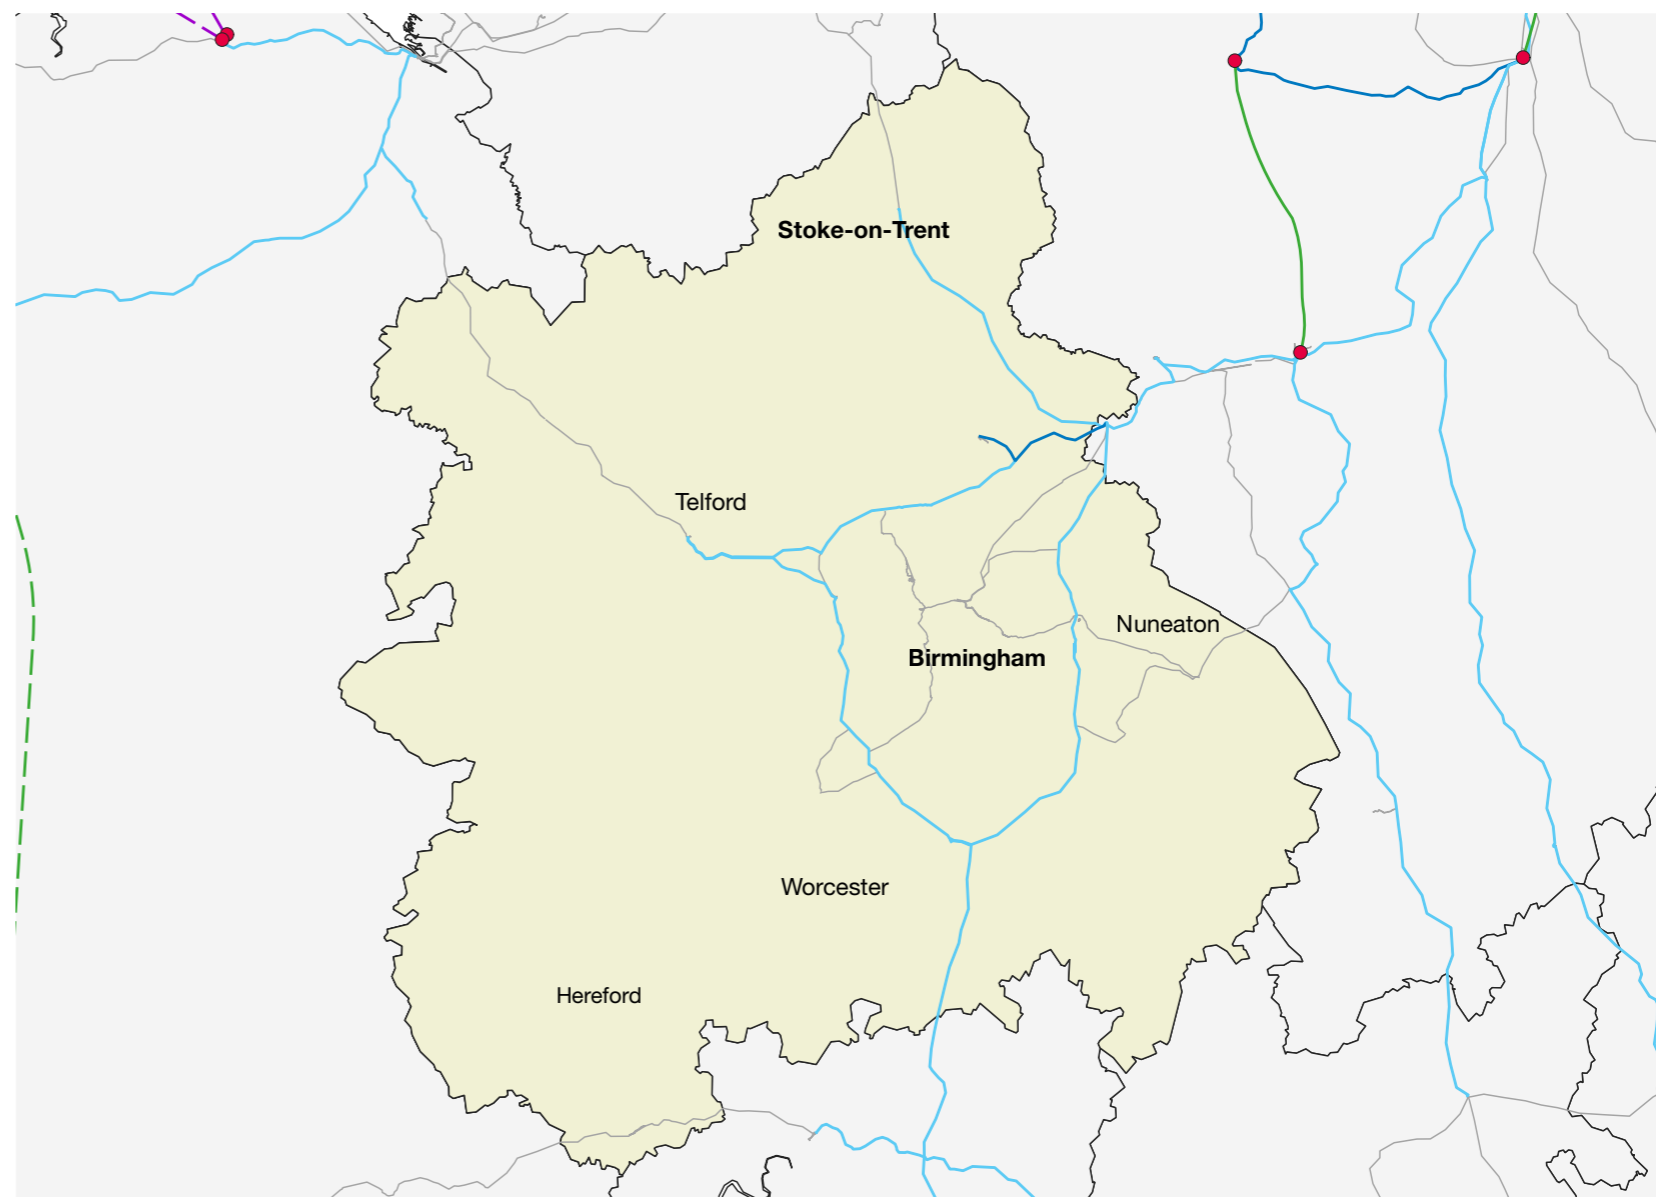 Stoke-on-Trent
Telford
Nuneaton
Birmingham
Worcester
Hereford